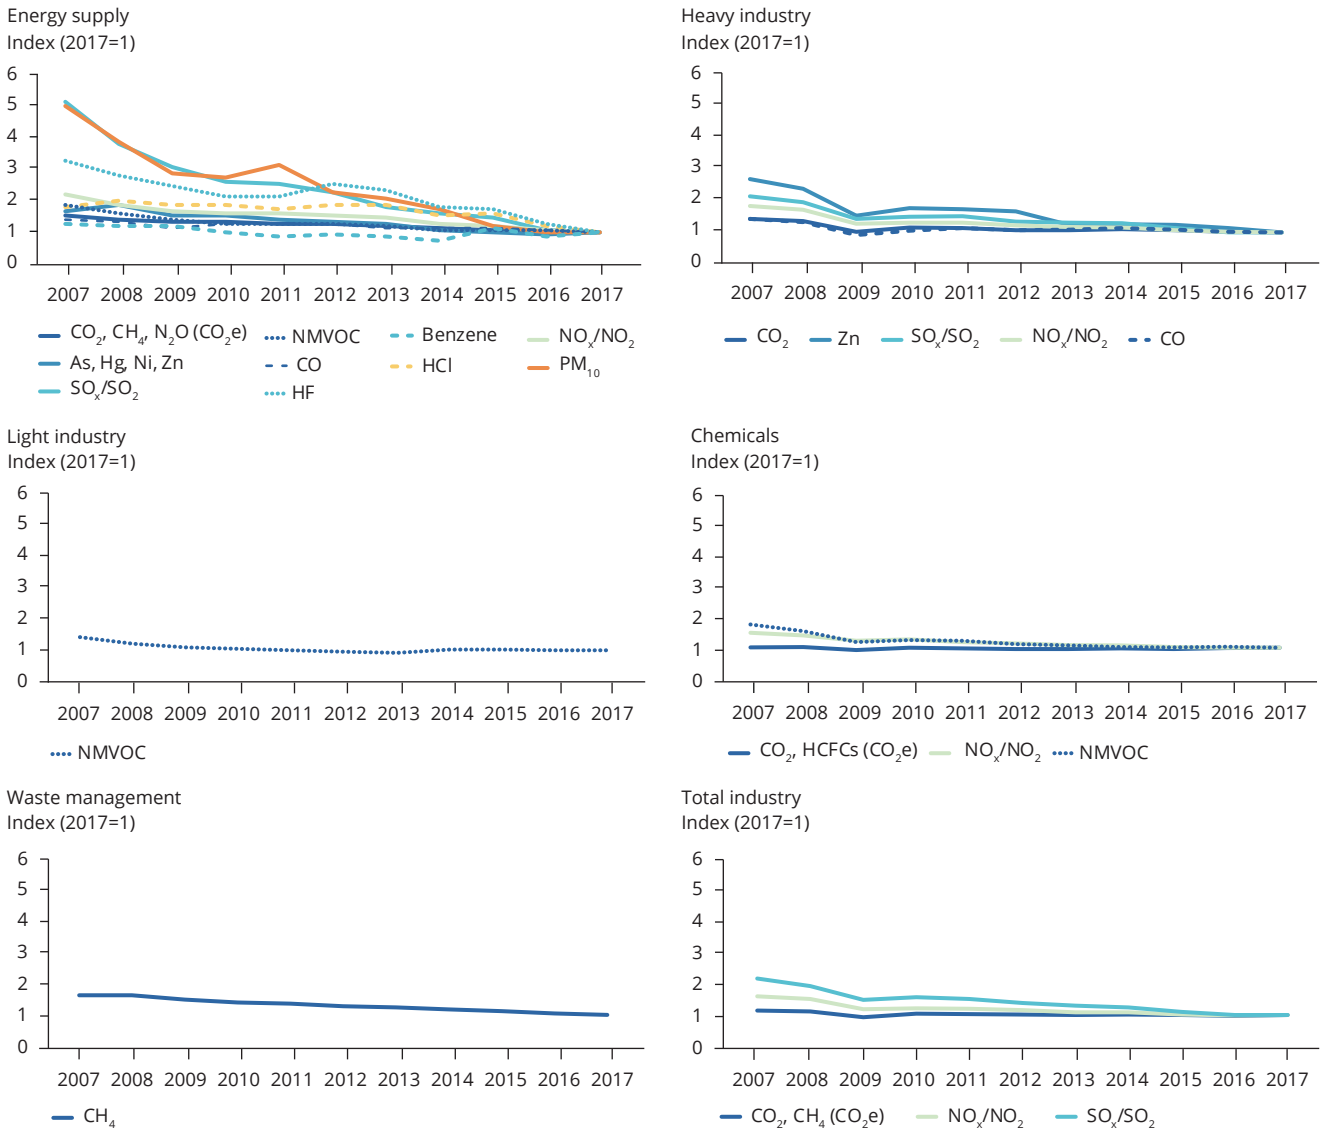 Energy supply
Index (2017=1)
6
5
4
3
2
1
0
2007 2008 2009 2010 2011 2012 2013 2014 2015 2016 2017
CO₂, CH₄, N₂O (CO₂e) NMVOC Benzene NOₓ/NO₂
As, Hg, Ni, Zn CO HCl PM₁₀
SOₓ/SO₂ HF
Heavy industry
Index (2017=1)
6
5
4
3
2
1
0
2007 2008 2009 2010 2011 2012 2013 2014 2015 2016 2017
CO₂ Zn SOₓ/SO₂ NOₓ/NO₂ CO
Light industry
Index (2017=1)
6
5
4
3
2
1
0
2007 2008 2009 2010 2011 2012 2013 2014 2015 2016 2017
NMVOC
Chemicals
Index (2017=1)
6
5
4
3
2
1
0
2007 2008 2009 2010 2011 2012 2013 2014 2015 2016 2017
CO₂, HCFCs (CO₂e) NOₓ/NO₂ NMVOC
Waste management
Index (2017=1)
6
5
4
3
2
1
0
2007 2008 2009 2010 2011 2012 2013 2014 2015 2016 2017
CH₄
Total industry
Index (2017=1)
6
5
4
3
2
1
0
2007 2008 2009 2010 2011 2012 2013 2014 2015 2016 2017
CO₂, CH₄ (CO₂e) NOₓ/NO₂ SOₓ/SO₂